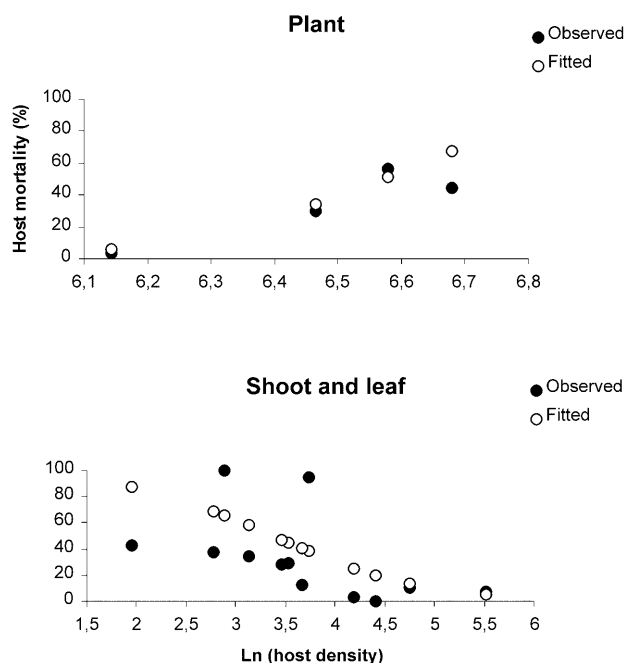 Plant
Observed
Fitted
Host mortality (%)
100
80
60
40
20
0
6,1 6,2 6,3 6,4 6,5 6,6 6,7 6,8
Shoot and leaf
Observed
Fitted
100
80
60
40
20
0
1,5 2 2,5 3 3,5 4 4,5 5 5,5 6
Ln (host density)